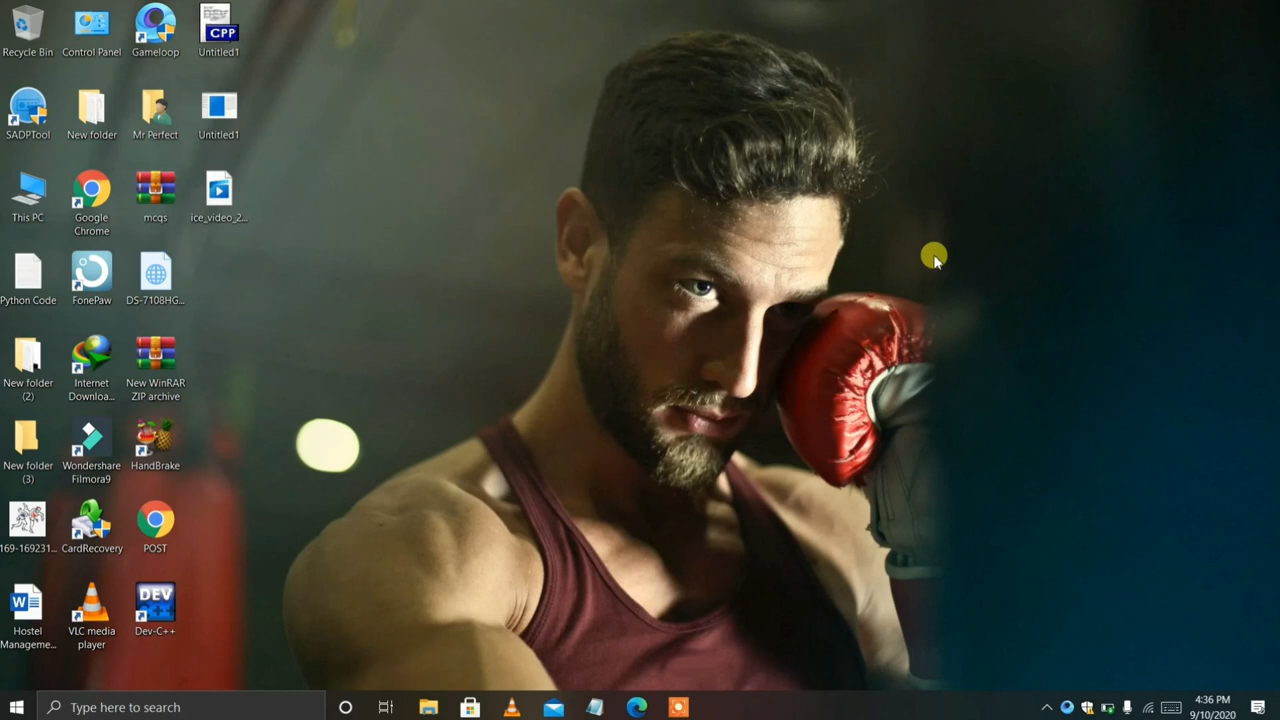 Recycle Bin
Control Panel
Gameloop
CPP
Untitled1
SADPTool
New folder
Mr Perfect
Untitled1
This PC
Google
Chrome
mcqs
ice_video_2...
Python Code
FonePaw
DS-7108HG...
New folder
(2)
Internet
Downloa...
New WinRAR
ZIP archive
New folder
(3)
Wondershare
Filmora9
HandBrake
169-169231...
CardRecovery
POST
W
Hostel
Manageme...
VLC media
player
DEV
C++
Dev-C++
Type here to search
4:36 PM
9/10/2020